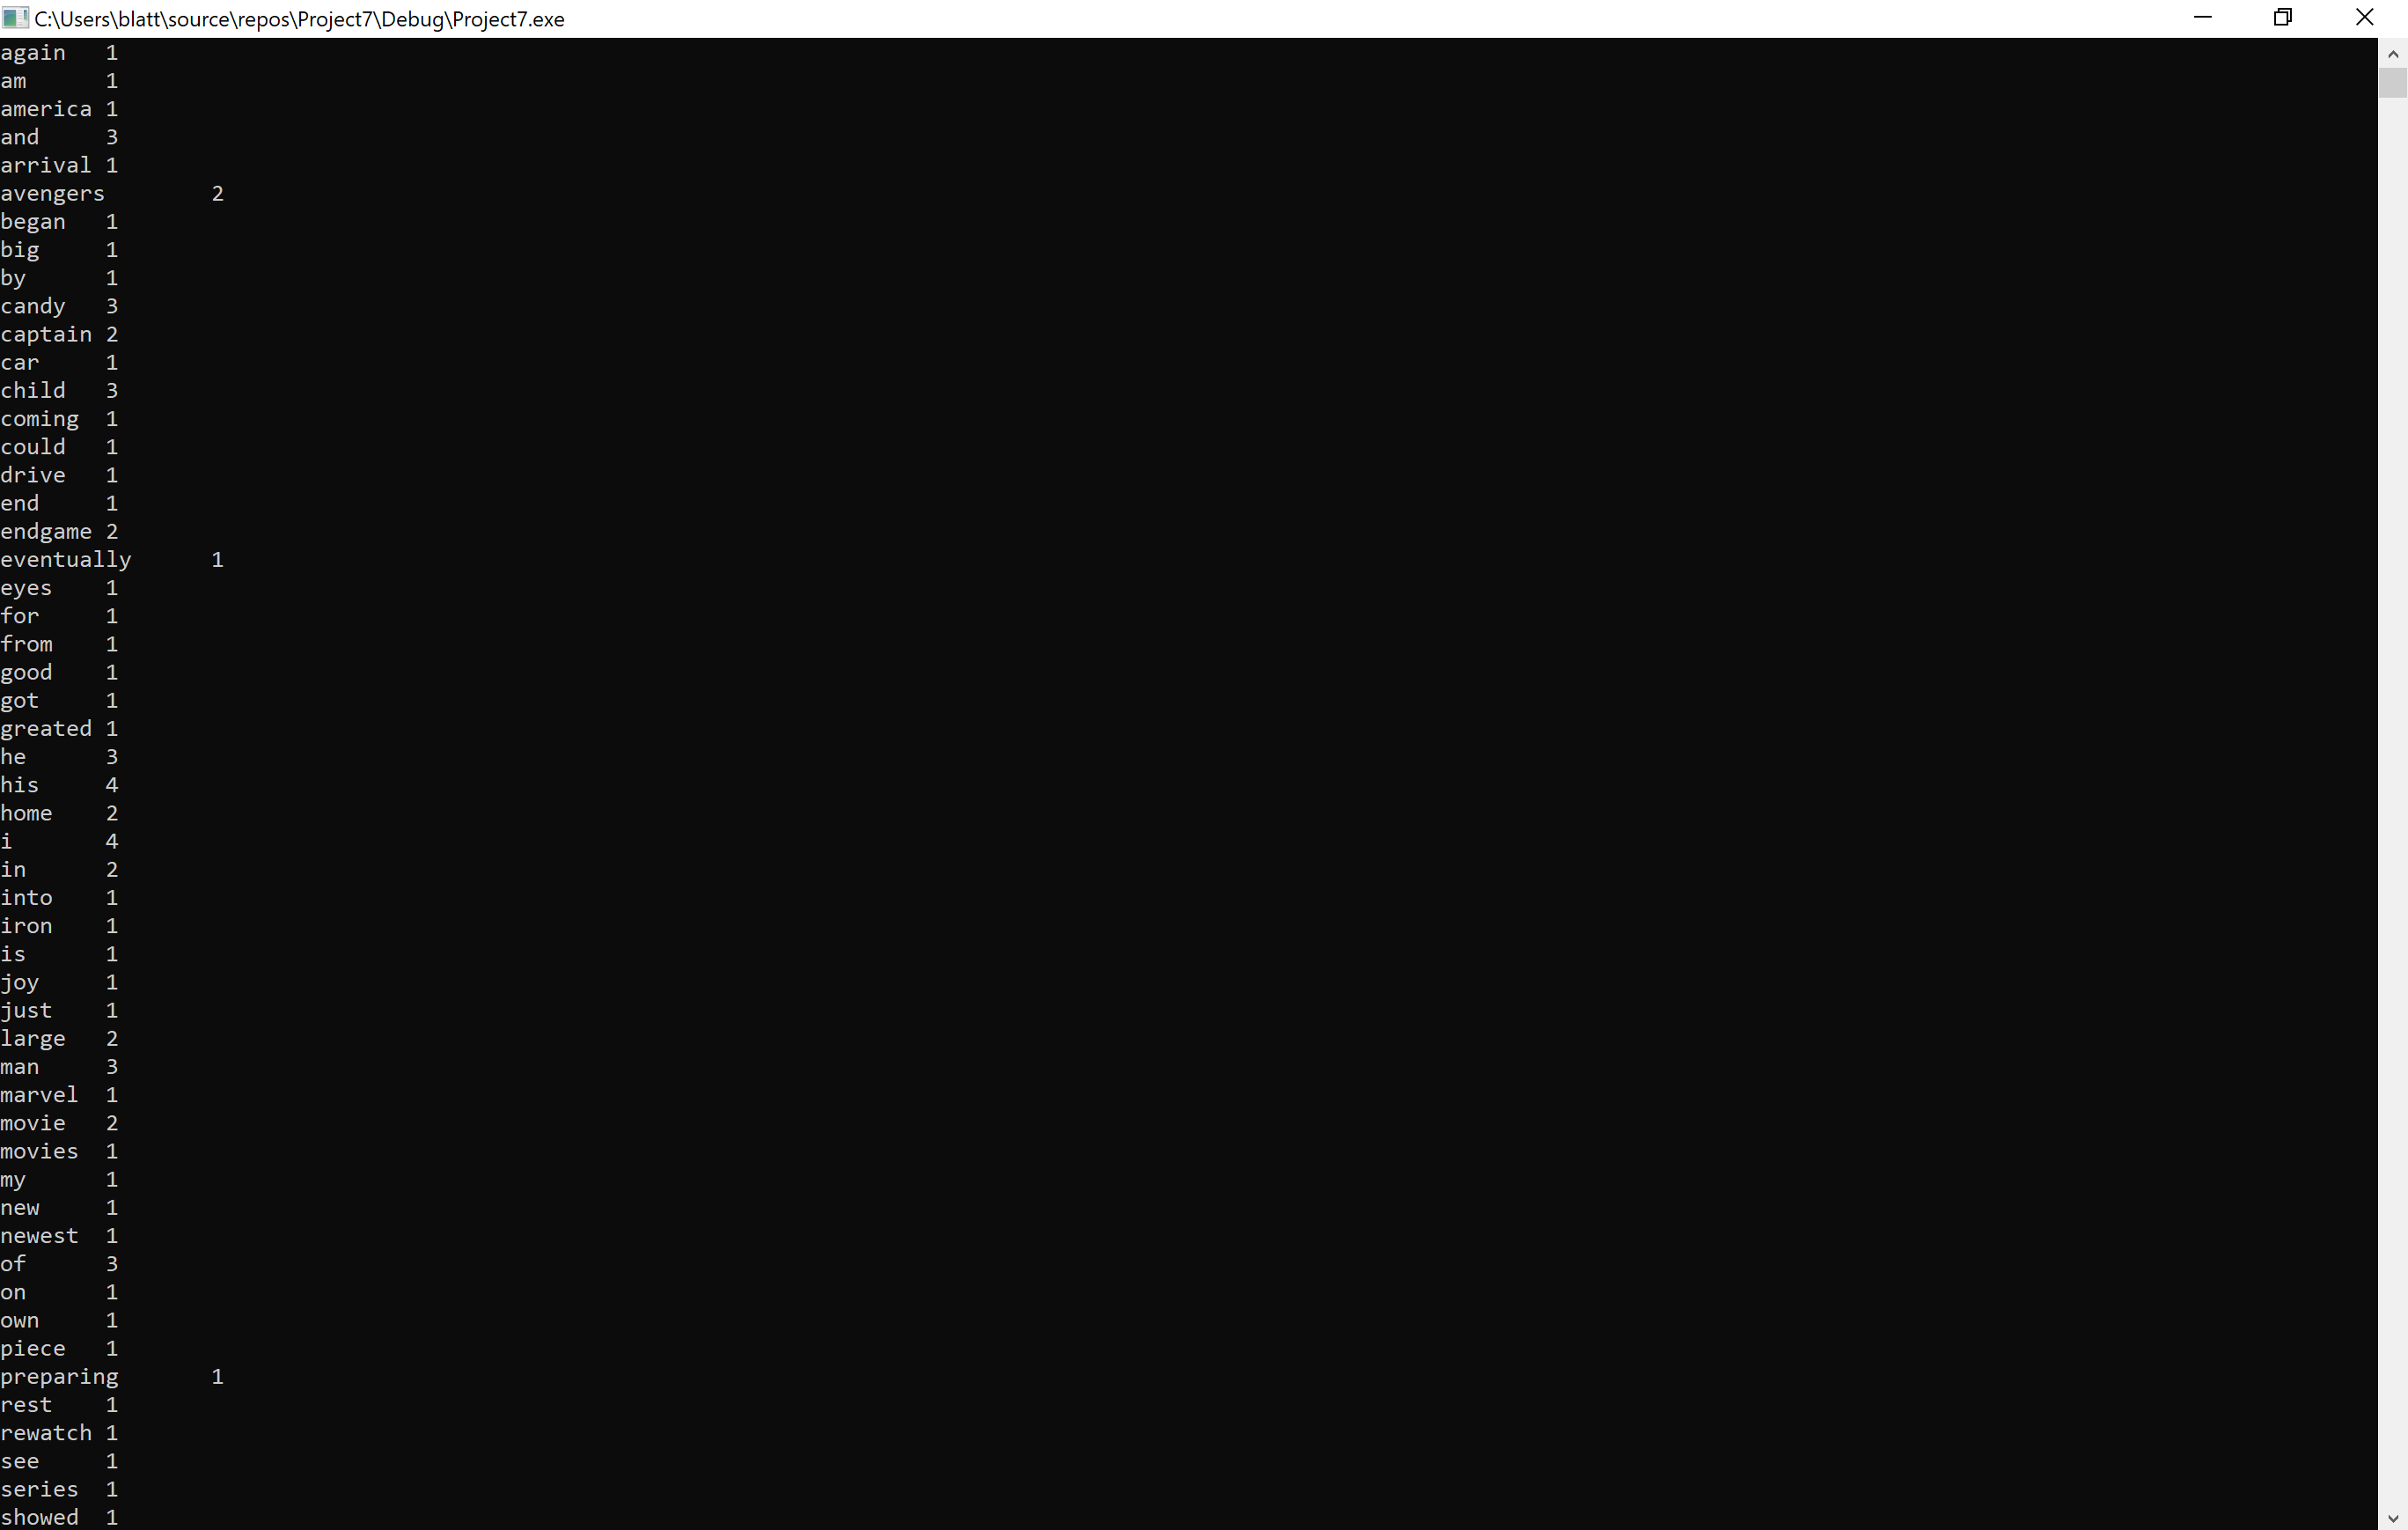 C:\Users\blatt\source\repos\Project7\Debug\Project7.exe
again 1
am 1
america 1
and 3
arrival 1
avengers 2
began 1
big 1
by 1
candy 3
captain 2
car 1
child 3
coming 1
could 1
drive 1
end 1
endgame 2
eventually 1
eyes 1
for 1
from 1
good 1
got 1
greated 1
he 3
his 4
home 2
i 4
in 2
into 1
iron 1
is 1
joy 1
just 1
large 2
man 3
marvel 1
movie 2
movies 1
my 1
new 1
newest 1
of 3
on 1
own 1
piece 1
preparing 1
rest 1
rewatch 1
see 1
series 1
showed 1